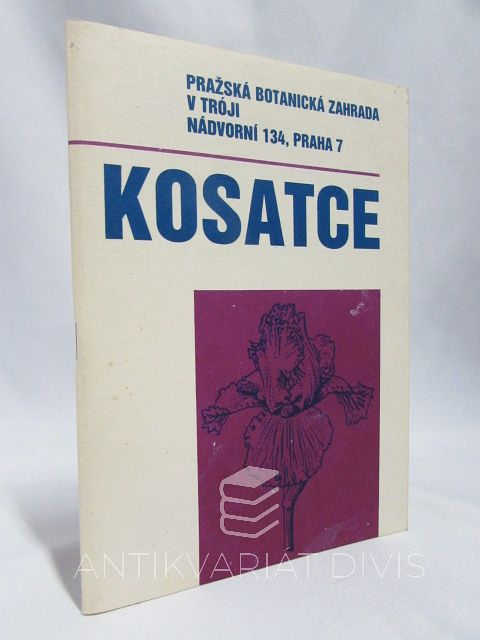 PRAŽSKÁ BOTANICKÁ ZAHRADA
V TRÓJI
NÁDVORNÍ 134, PRAHA 7
KOSATCE
ANTIKVARIÁT DIVIŠ